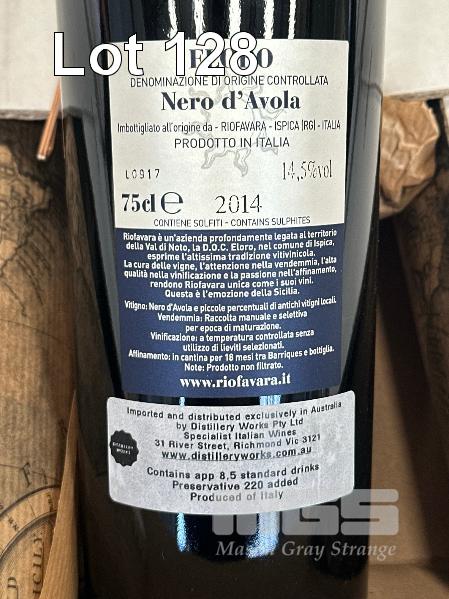 Lot 128
DENOMINAZIONE DI ORIGINE CONTROLLATA
Nero d'Avola
Imbottigliato all'origine da - RIOFAVARA - ISPICA (RG) - ITALIA
PRODOTTO IN ITALIA
L0917
14,5%vol
75cl e 2014
CONTIENE SOLFITI - CONTAINS SULPHITES
Riofavara è un'azienda profondamente legata al territorio
della Val di Noto, la D.O.C. Eloro, nel comune di Ispica,
esprime l'altissima tradizione vitivinicola.
La cura delle vigne, l'attenzione nella vendemmia, l'alta
qualità nella vinificazione e la passione nell'affinamento,
rendono Riofavara unica come i suoi vini.
Questa è l'emozione della Sicilia.
Vitigno: Nero d'Avola e piccole percentuali di antichi vitigni locali.
Vendemmia: Raccolta manuale e selettiva
per epoca di maturazione.
Vinificazione: a temperatura controllata senza
utilizzo di lieviti selezionati.
Affinamento: in cantina per 18 mesi tra Barriques e bottiglia.
Note: Prodotto non filtrato.
www.riofavara.it
Imported and distributed exclusively in Australia
by Distillery Works Pty Ltd
Specialist Italian Wines
31 River Street, Richmond Vic 3121
www.distilleryworks.com.au
Contains app 8,5 standard drinks
Preservative 220 added
Produced of Italy
MGS
Mason Gray Strange
SICILY